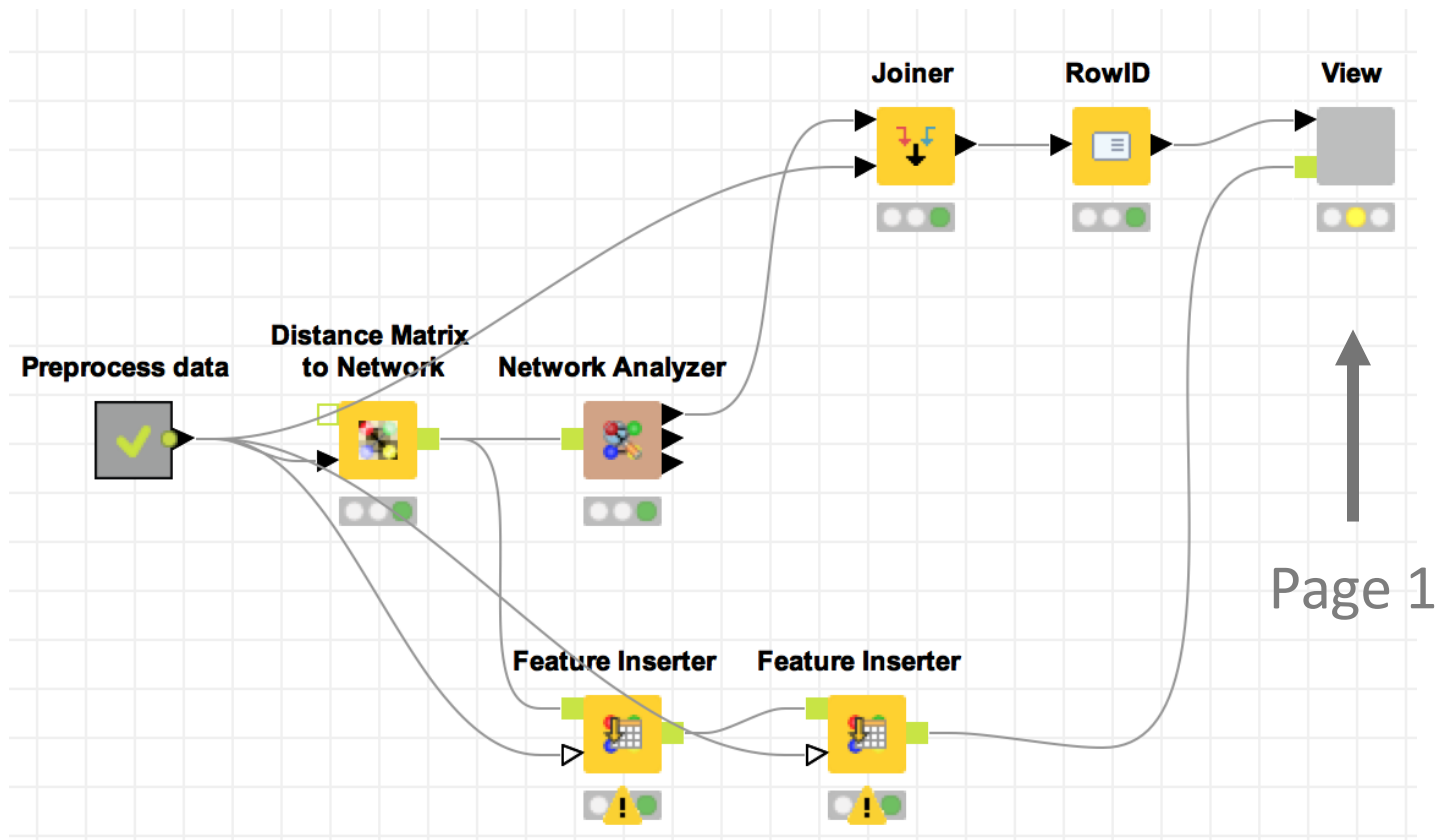 Joiner
RowID
View
Distance Matrix
to Network
Preprocess data
Network Analyzer
Page 1
Feature Inserter
Feature Inserter